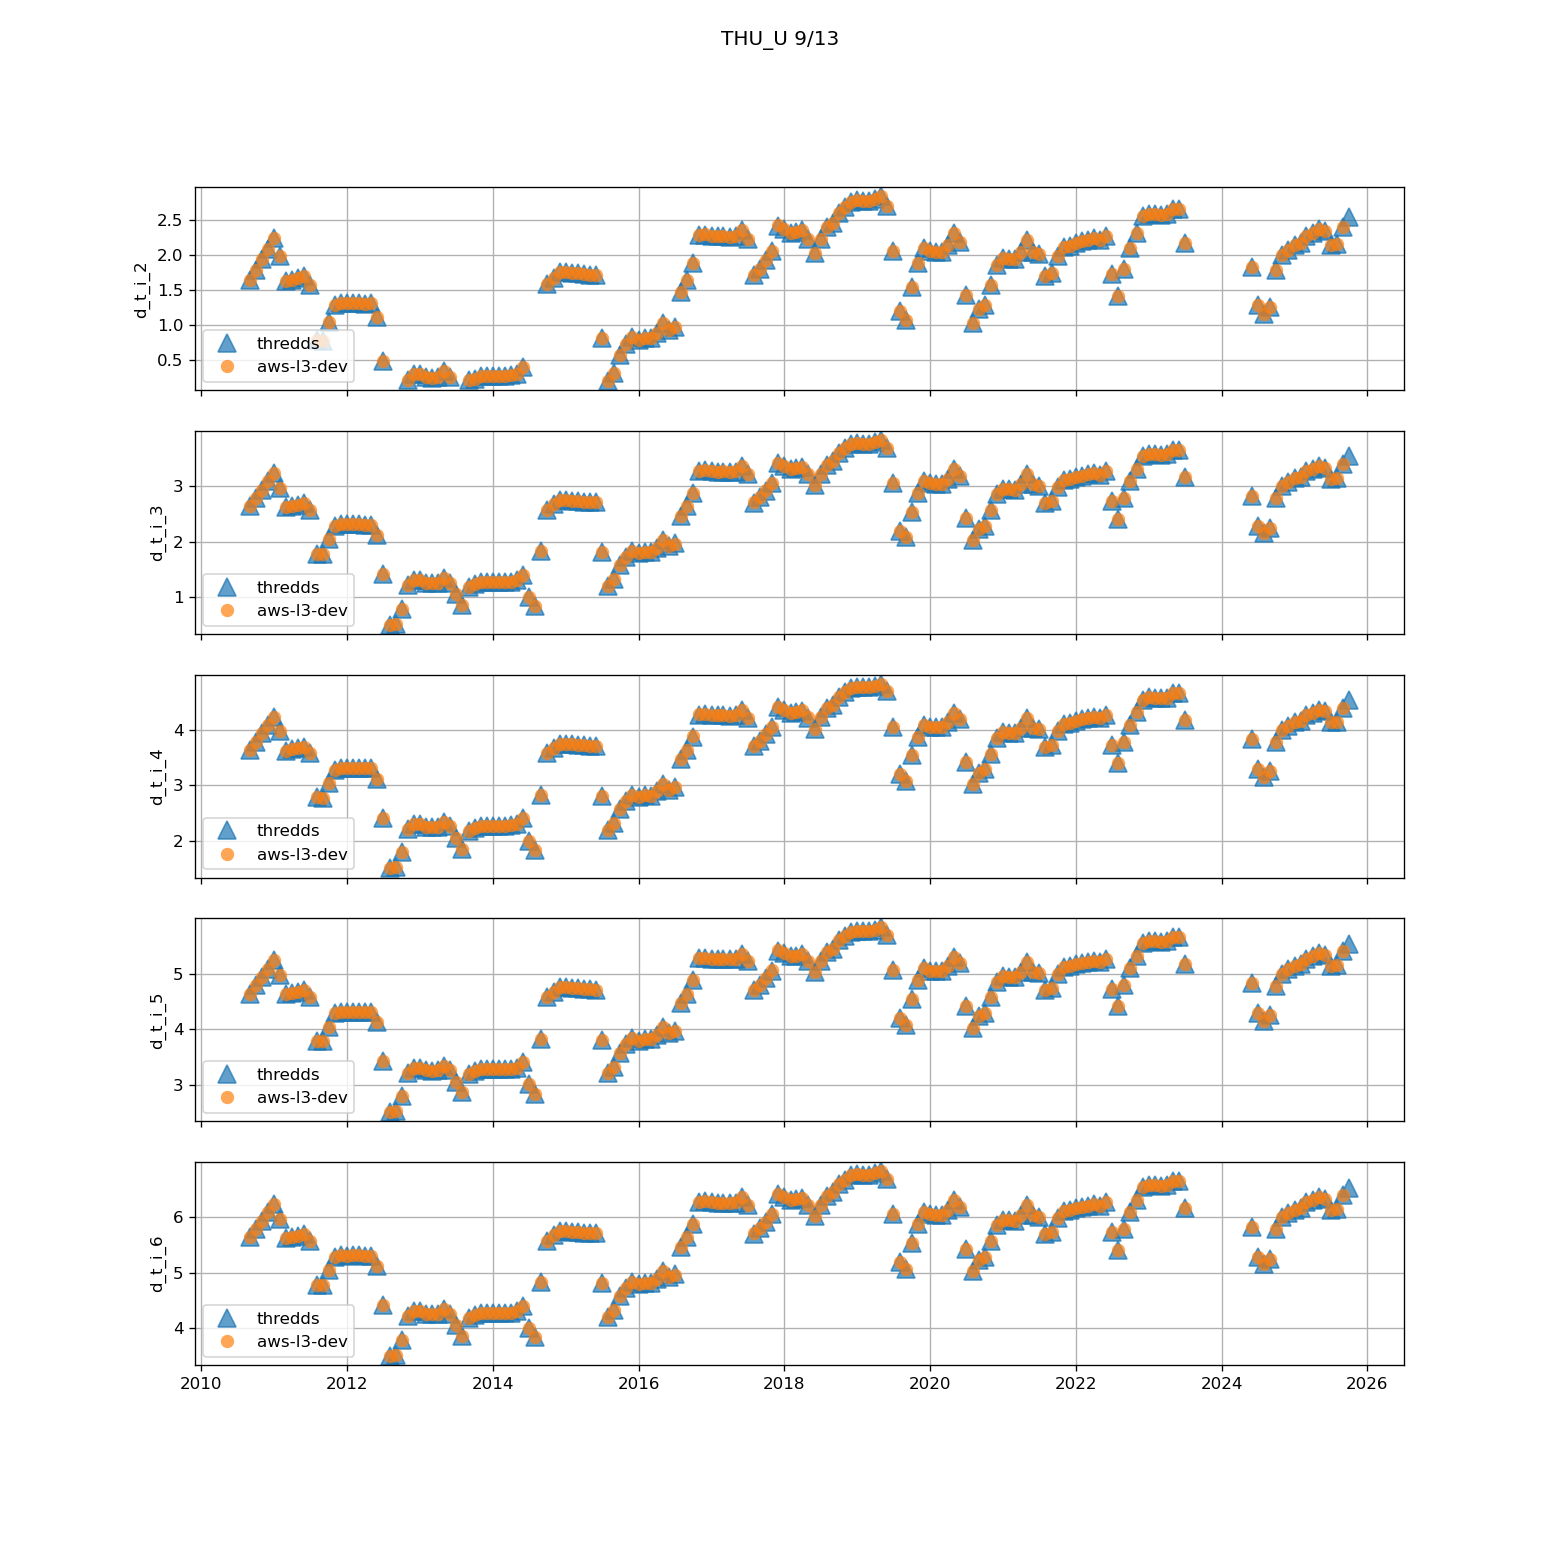 THU_U 9/13
2.5
2.0
1.5
1.0
0.5
d_t_i_2
thredds
aws-l3-dev
3
2
1
d_t_i_3
thredds
aws-l3-dev
4
3
2
d_t_i_4
thredds
aws-l3-dev
5
4
3
d_t_i_5
thredds
aws-l3-dev
6
5
4
d_t_i_6
thredds
aws-l3-dev
2010 2012 2014 2016 2018 2020 2022 2024 2026